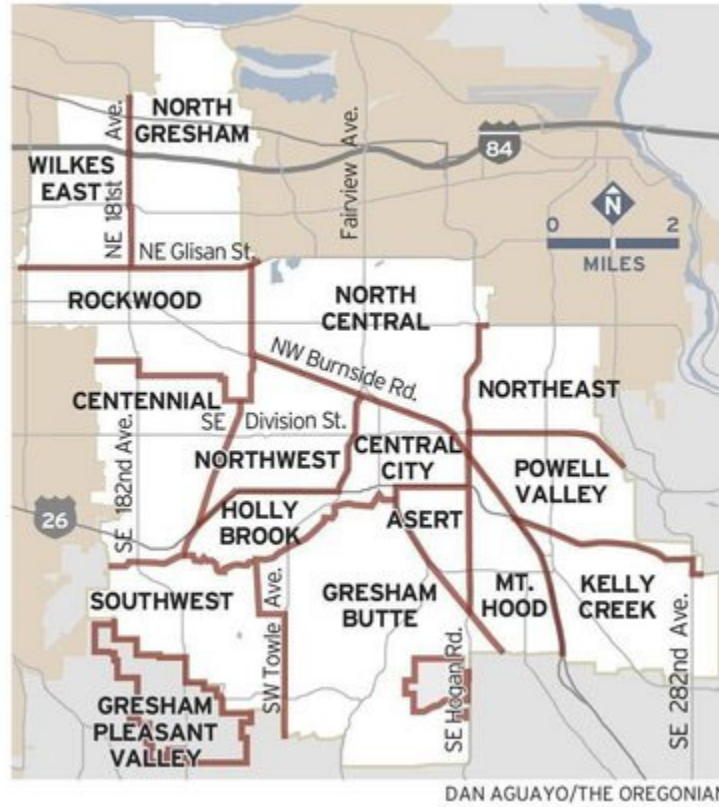 NORTH
GRESHAM
WILKES
EAST
NE 181st Ave.
Fairview Ave.
84
N
0 2
MILES
NE Glisan St.
ROCKWOOD
NORTH
CENTRAL
NW Burnside Rd.
NORTHEAST
CENTENNIAL
SE Division St.
SE 182nd Ave.
NORTHWEST
CENTRAL
CITY
POWELL
VALLEY
26
HOLLY
BROOK
ASERT
SOUTHWEST
SW Towle Ave.
GRESHAM
BUTTE
MT.
HOOD
KELLY
CREEK
SE Hogan Rd.
SE 282nd Ave.
GRESHAM
PLEASANT
VALLEY
DAN AGUAYO/THE OREGONIAN